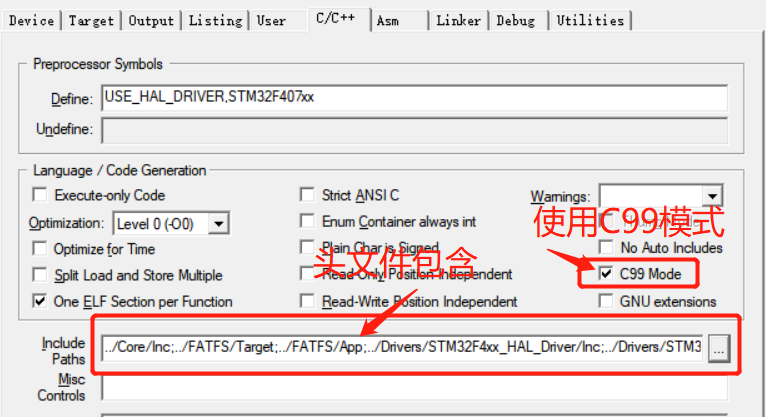 Device Target Output Listing User C/C++ Asm Linker Debug Utilities
Preprocessor Symbols
Define: USE_HAL_DRIVER,STM32F407xx
Undefine:
Language / Code Generation
Execute-only Code Strict ANSI C Warnings:
Optimization: Level 0 (-O0) Enum Container always int
使用C99模式
Optimize for Time Plain Char is Signed No Auto Includes
头文件包含
Split Load and Store Multiple Read-Only Position Independent C99 Mode
One ELF Section per Function Read-Write Position Independent GNU extensions
Include Paths ../Core/Inc;../FATFS/Target;../FATFS/App;../Drivers/STM32F4xx_HAL_Driver/Inc;../Drivers/STM3 ...
Misc Controls